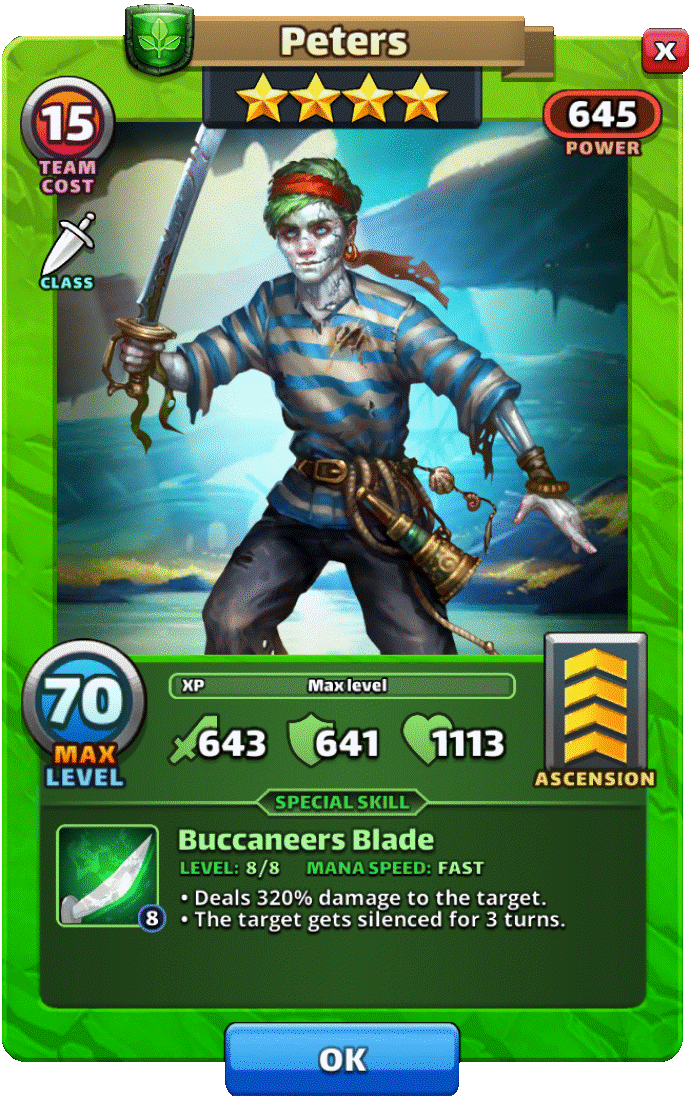 Peters
X
15
TEAM
COST
645
POWER
CLASS
70
MAX
LEVEL
XP Max level
643 641 1113
ASCENSION
SPECIAL SKILL
Buccaneers Blade
LEVEL: 8/8 MANA SPEED: FAST
8
• Deals 320% damage to the target.
• The target gets silenced for 3 turns.
OK